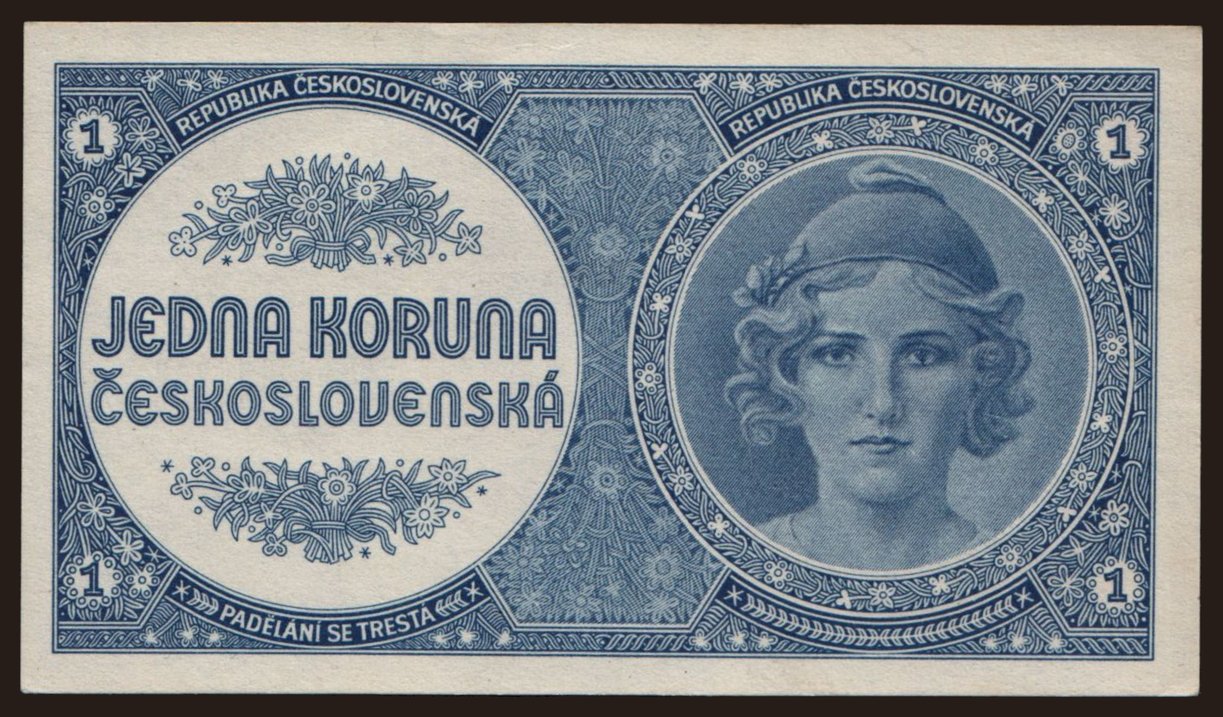 REPUBLIKA ČESKOSLOVENSKÁ
REPUBLIKA ČESKOSLOVENSKÁ
1
1
JEDNA KORUNA
ČESKOSLOVENSKÁ
1
1
PADĚLÁNÍ SE TRESTÁ